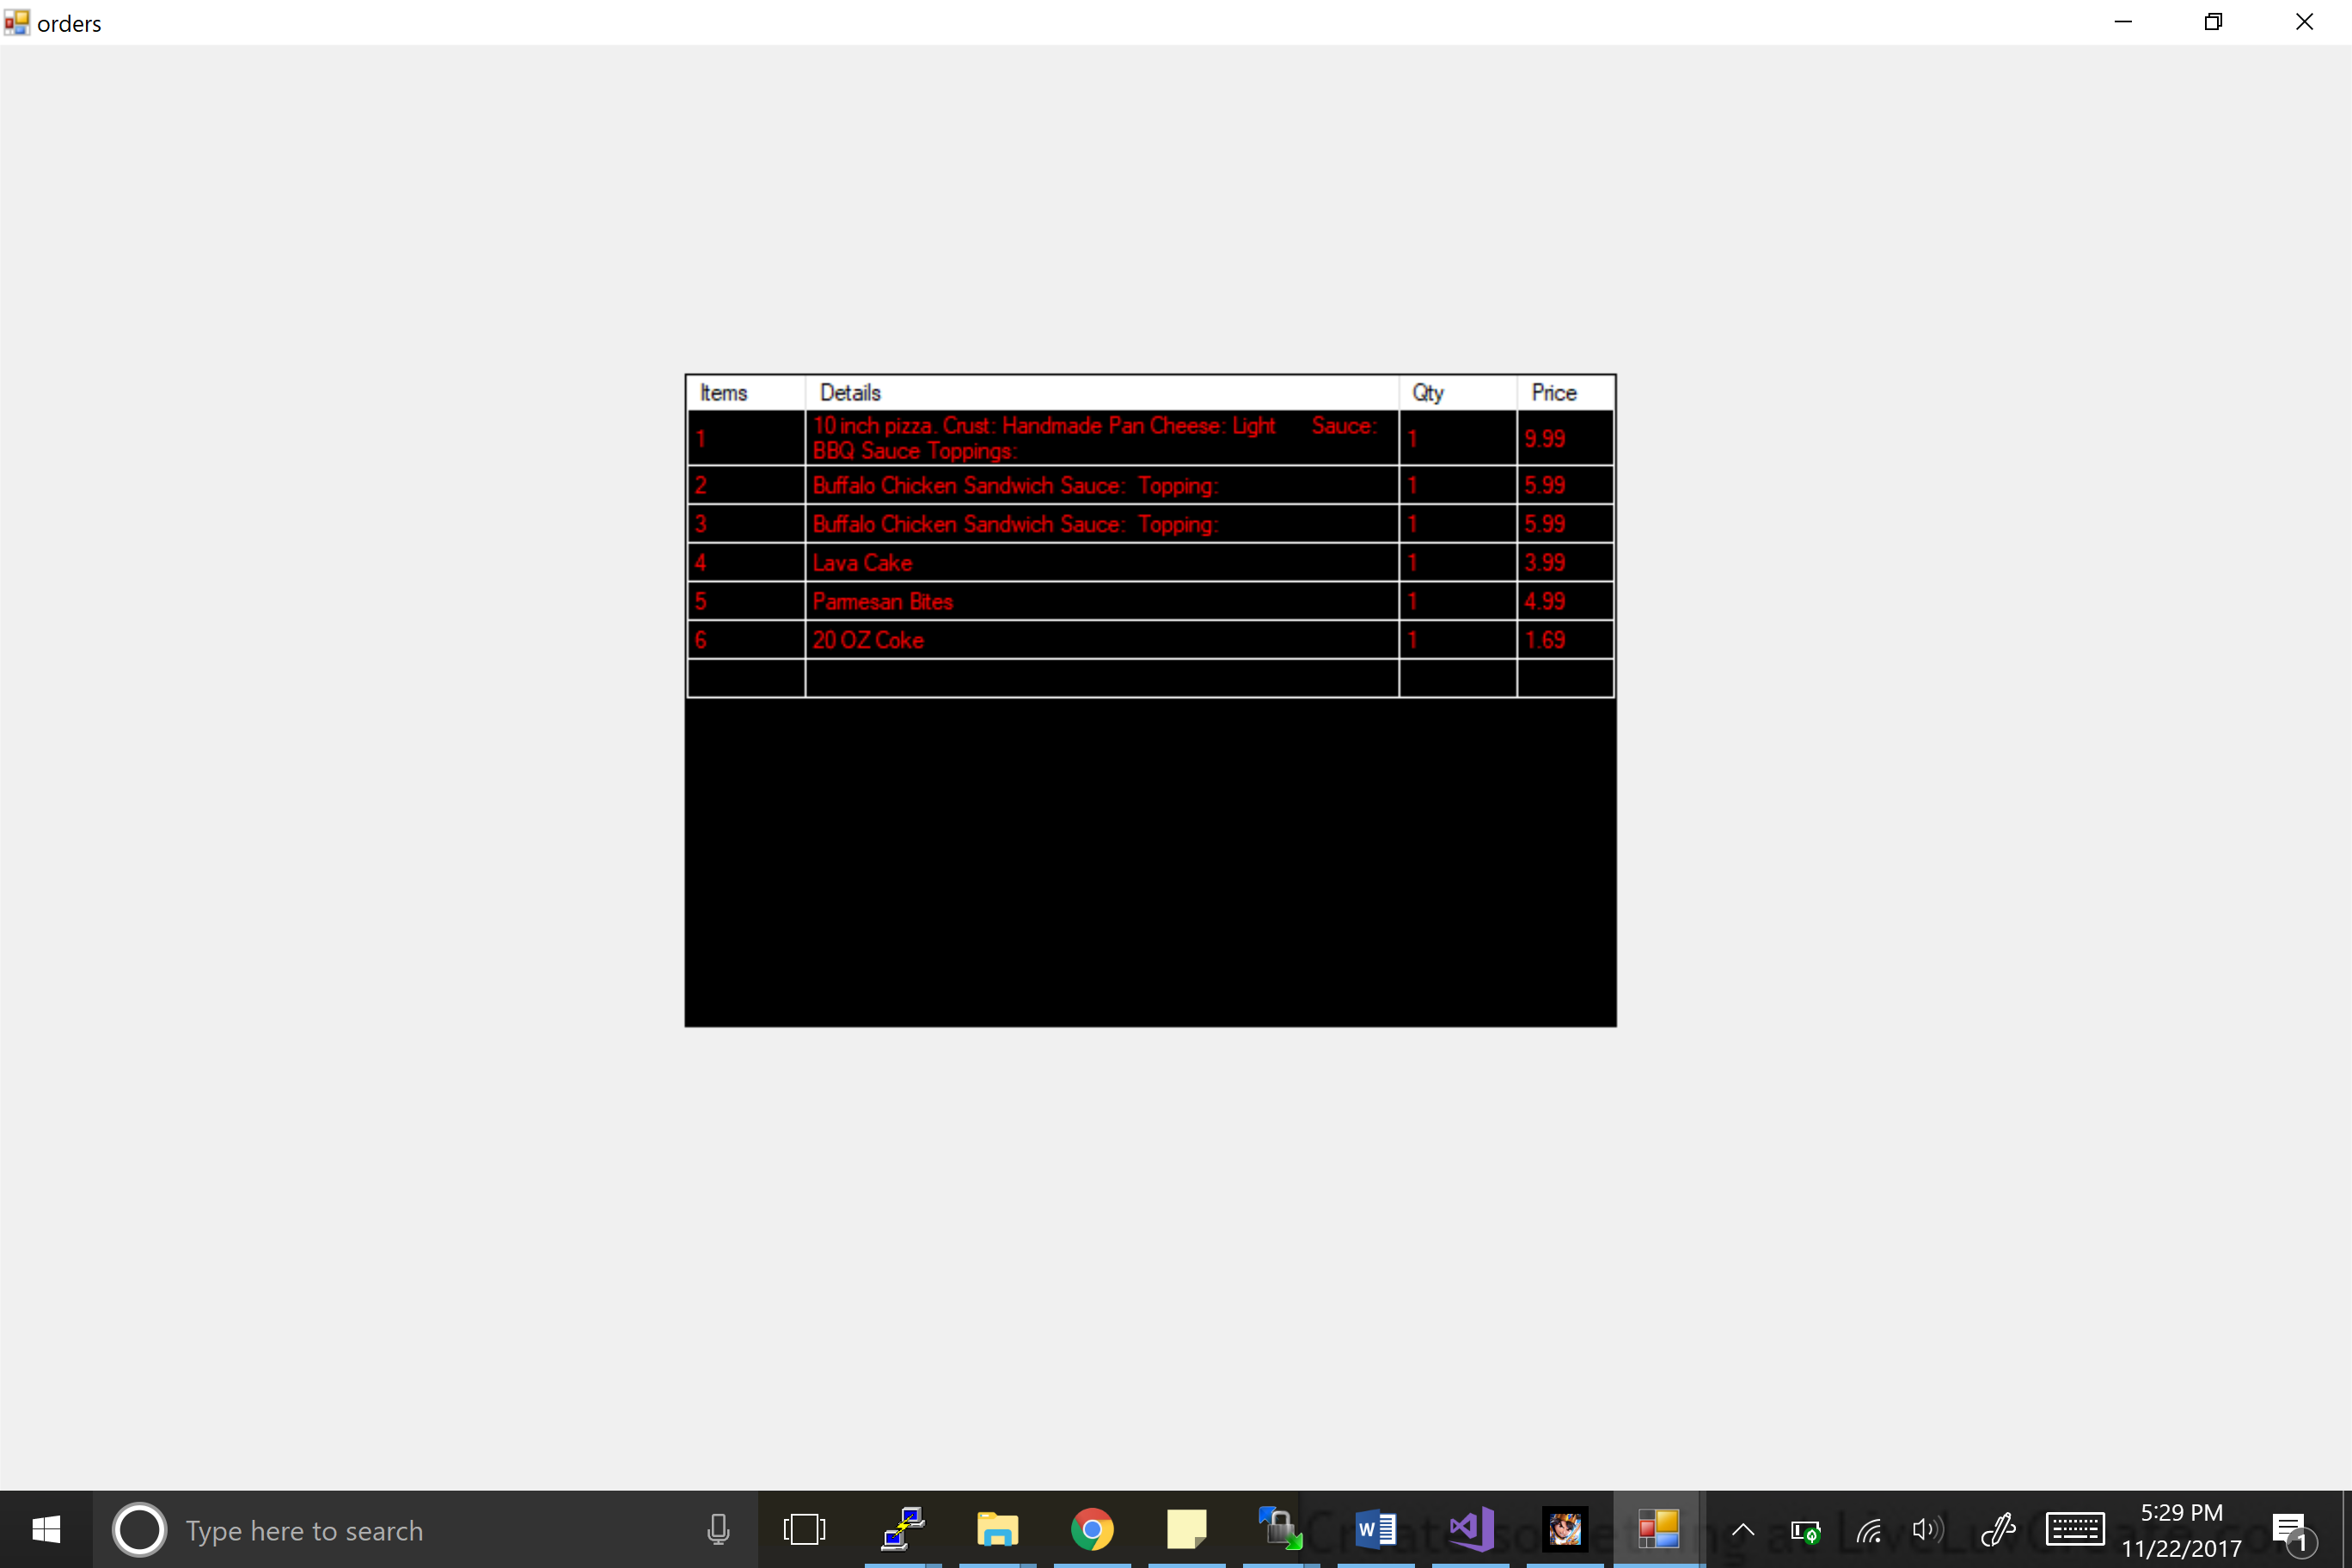 orders
Items Details Qty Price
1 10 inch pizza. Crust: Handmade Pan Cheese: Light Sauce: BBQ Sauce Toppings: 1 9.99
2 Buffalo Chicken Sandwich Sauce: Topping: 1 5.99
3 Buffalo Chicken Sandwich Sauce: Topping: 1 5.99
4 Lava Cake 1 3.99
5 Parmesan Bites 1 4.99
6 20 OZ Coke 1 1.69
Type here to search
5:29 PM
11/22/2017
1